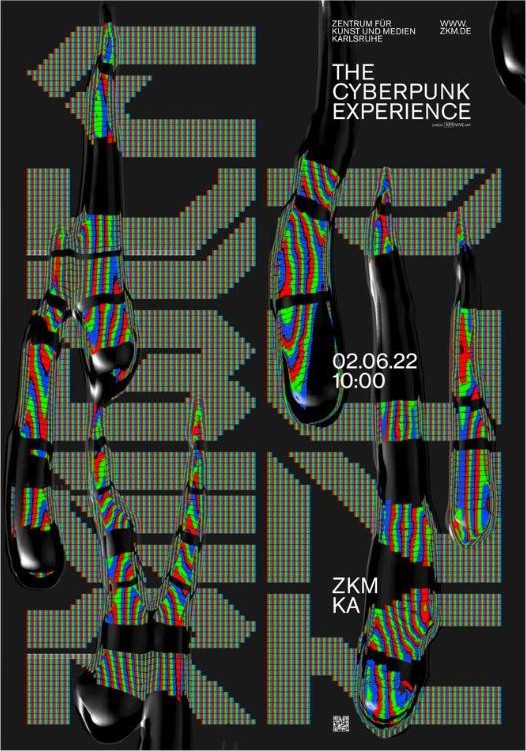 ZENTRUM FÜR
KUNST UND MEDIEN
KARLSRUHE
WWW.
ZKM.DE
THE
CYBERPUNK
EXPERIENCE
02.06.22
10:00
ZKM
KA